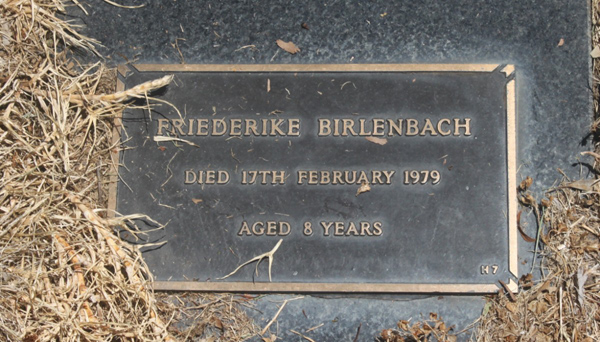 FRIEDERIKE BIRLENBACH
DIED 17TH FEBRUARY 1979
AGED 8 YEARS
H7